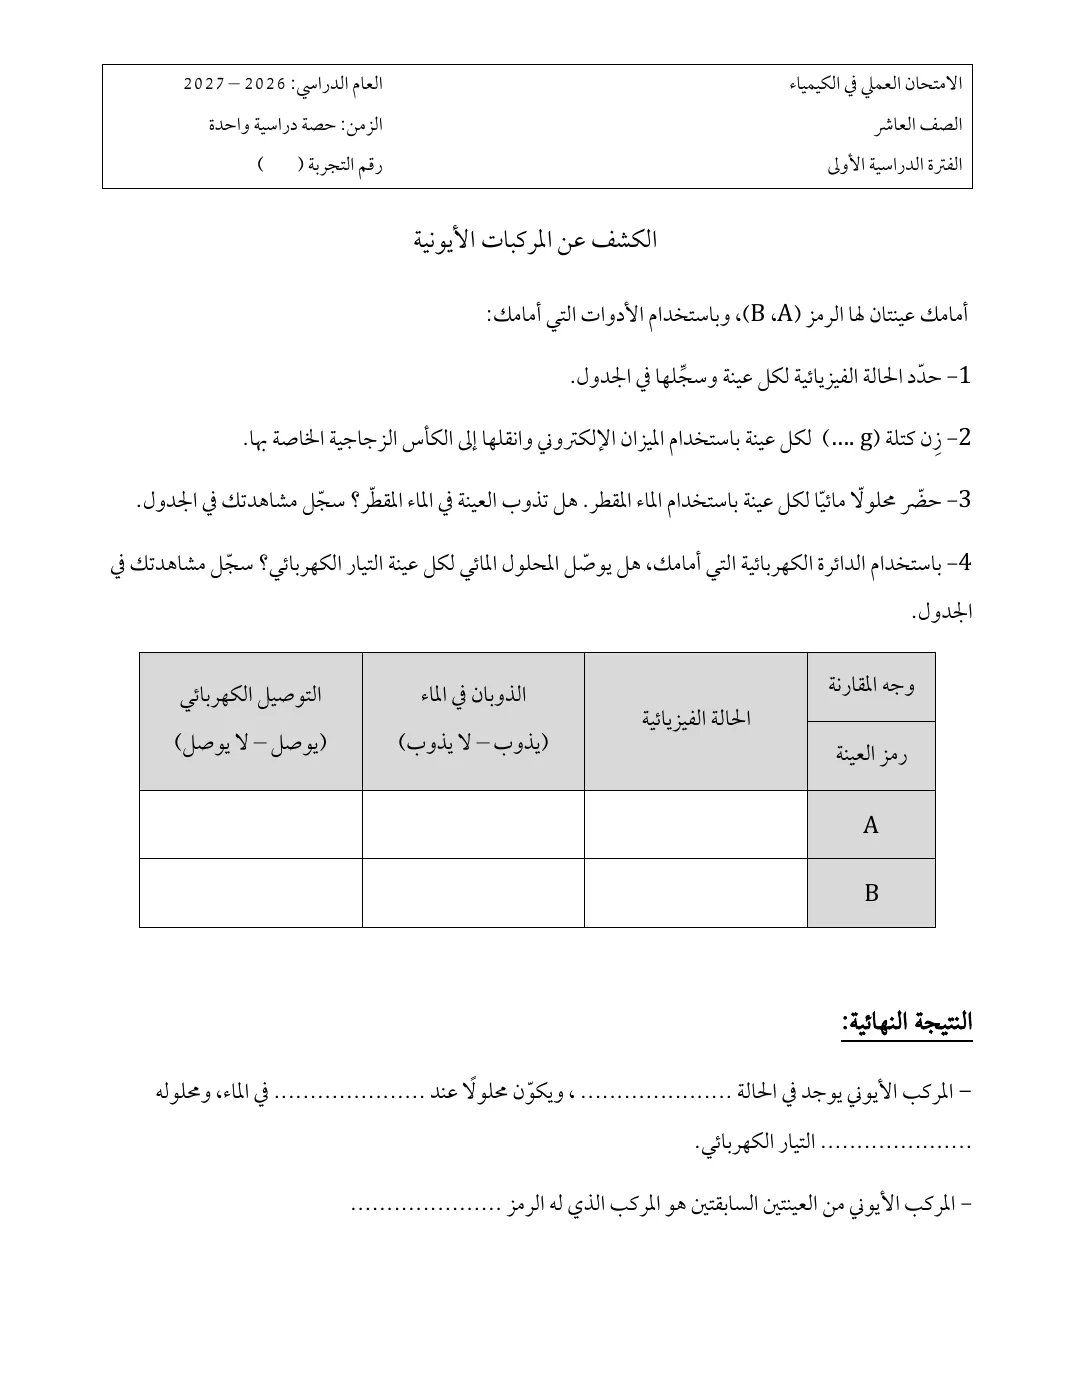 الامتحان العملي في الكيمياء
العام الدراسي: 2026 – 2027
الصف العاشر
الزمن: حصة دراسية واحدة
الفترة الدراسية الأولى
رقم التجربة (     )
الكشف عن المركبات الأيونية
أمامك عينتان لها الرمز (A، B)، وباستخدام الأدوات التي أمامك:
1- حدّد الحالة الفيزيائية لكل عينة وسجِّلها في الجدول.
2- زِن كتلة (g ....) لكل عينة باستخدام الميزان الإلكتروني وانقلها إلى الكأس الزجاجية الخاصة بها.
3- حضّر محلولًا مائيًا لكل عينة باستخدام الماء المقطر. هل تذوب العينة في الماء المقطّر؟ سجّل مشاهدتك في الجدول.
4- باستخدام الدائرة الكهربائية التي أمامك، هل يوصّل المحلول المائي لكل عينة التيار الكهربائي؟ سجّل مشاهدتك في
الجدول.
وجه المقارنة
رمز العينة
الحالة الفيزيائية
الذوبان في الماء
(يذوب – لا يذوب)
التوصيل الكهربائي
(يوصل – لا يوصل)
A
B
النتيجة النهائية:
- المركب الأيوني يوجد في الحالة ..................... ، ويكوّن محلولًا عند ..................... في الماء، ومحلوله
..................... التيار الكهربائي.
- المركب الأيوني من العينتين السابقتين هو المركب الذي له الرمز .....................